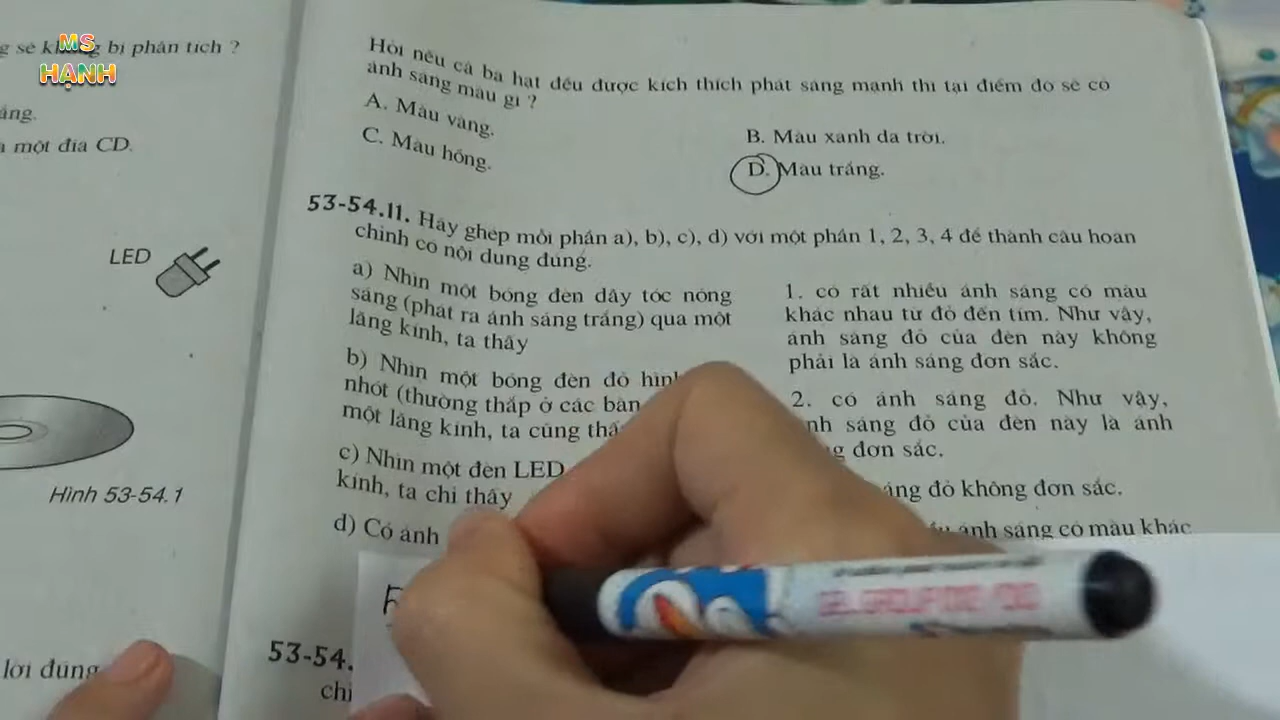 MS
HẠNH
g sẽ không bị phân tích ?
áng.
một đĩa CD.
LED
Hình 53-54.1
lời đúng
Hỏi nếu cả ba hạt đều được kích thích phát sáng mạnh thì tại điểm đó sẽ có
ánh sáng màu gì ?
A. Màu vàng.
B. Màu xanh da trời.
C. Màu hồng.
D. Màu trắng.
53-54.11. Hãy ghép mỗi phần a), b), c), d) với một phần 1, 2, 3, 4 để thành câu hoàn
chỉnh có nội dung đúng.
a) Nhìn một bóng đèn dây tóc nóng
sáng (phát ra ánh sáng trắng) qua một
lăng kính, ta thấy
b) Nhìn một bóng đèn đỏ hình
nhót (thường thắp ở các bàn
một lăng kính, ta cũng thấ
c) Nhìn một đèn LED
kính, ta chỉ thấy
d) Có ánh
1. có rất nhiều ánh sáng có màu
khác nhau từ đỏ đến tím. Như vậy,
ánh sáng đỏ của đèn này không
phải là ánh sáng đơn sắc.
2. có ánh sáng đỏ. Như vậy,
nh sáng đỏ của đèn này là ánh
g đơn sắc.
áng đỏ không đơn sắc.
ánh sáng có màu khác
53-54.
chỉ